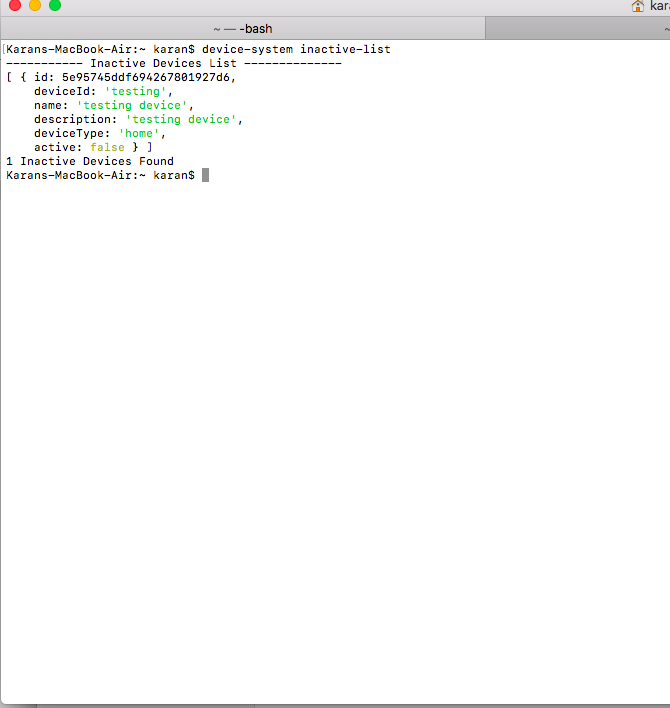 kar
~ — -bash
~
[Karans-MacBook-Air:~ karan$ device-system inactive-list
----------- Inactive Devices List --------------
[ { id: 5e95745ddf694267801927d6,
deviceId: 'testing',
name: 'testing device',
description: 'testing device',
deviceType: 'home',
active: false } ]
1 Inactive Devices Found
Karans-MacBook-Air:~ karan$